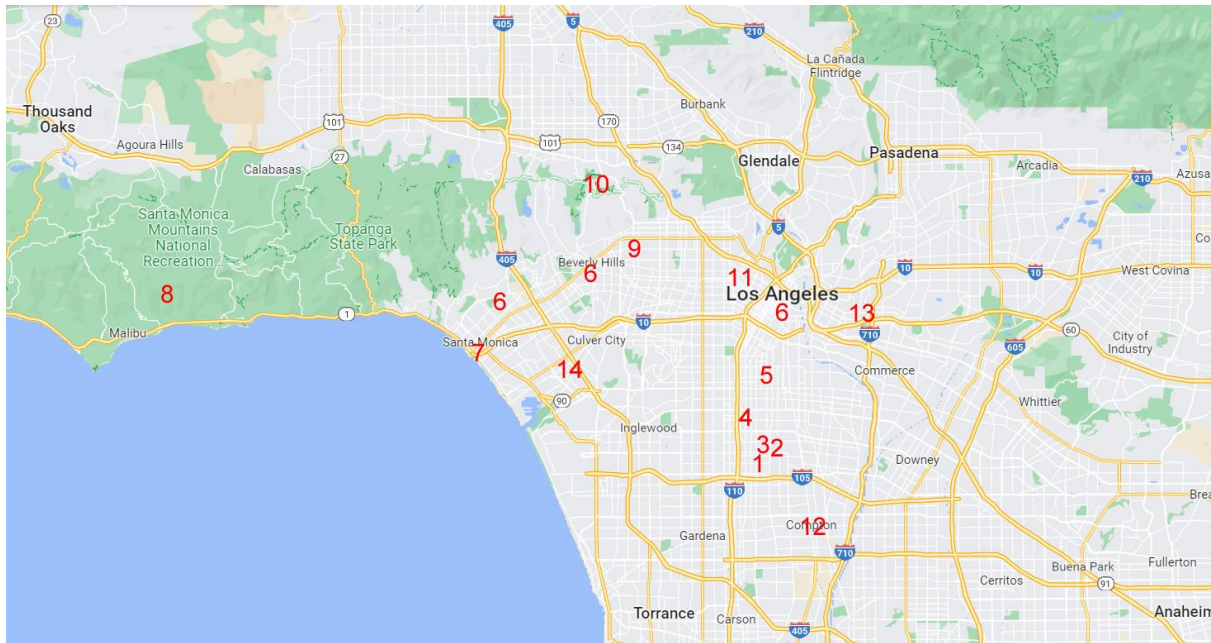 23
405
5
210
La Cañada
Flintridge
Thousand
Oaks
Burbank
101
170
Agoura Hills
101
134
Glendale
Pasadena
27
Calabasas
Arcadia
210
Azusa
10
Santa Monica
Mountains
National
Recreation...
Topanga
State Park
5
9
405
Beverly Hills
6
10
10
West Covina
11
8
6
Los Angeles
6
13
1
10
710
Malibu
Santa Monica
7
Culver City
60
City of
Industry
605
14
5
Commerce
90
Whittier
4
Inglewood
3
2
1
Downey
105
110
12
Compton
Gardena
710
Fullerton
Buena Park
Cerritos
91
Torrance
Carson
405
Anaheim